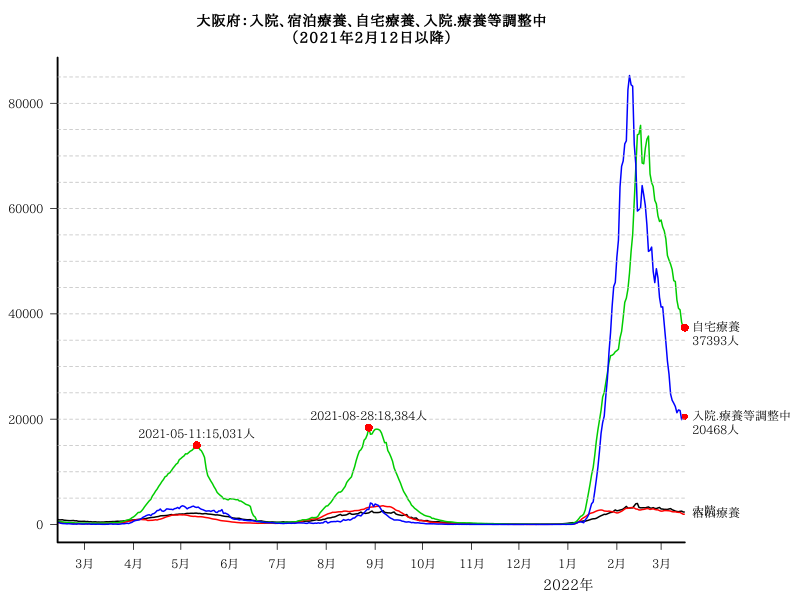 大阪府：入院、宿泊療養、自宅療養、入院.療養等調整中
（2021年2月12日以降）
80000
60000
40000
20000
0
2021-05-11:15,031人
2021-08-28:18,384人
自宅療養
37393人
入院.療養等調整中
20468人
宿泊療養
3月
4月
5月
6月
7月
8月
9月
10月
11月
12月
1月
2月
3月
2022年